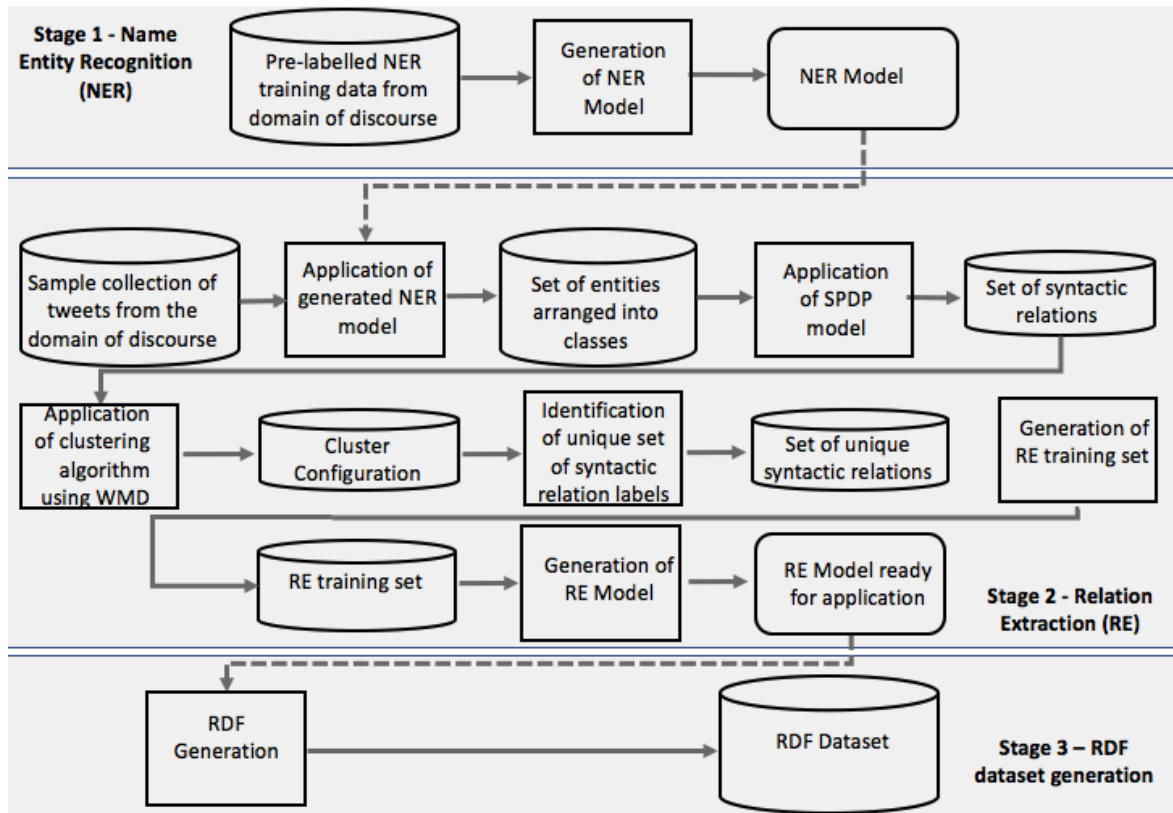 Stage 1 - Name
Entity Recognition
(NER)
Pre-labelled NER
training data from
domain of discourse
Generation
of NER
Model
NER Model
Sample collection of
tweets from the
domain of discourse
Application of
generated NER
model
Set of entities
arranged into
classes
Application
of SPDP
model
Set of syntactic
relations
Application
of clustering
algorithm
using WMD
Cluster
Configuration
Identification
of unique set
of syntactic
relation labels
Set of unique
syntactic relations
Generation of
RE training set
RE training set
Generation of
RE Model
RE Model ready
for application
Stage 2 - Relation
Extraction (RE)
RDF
Generation
RDF Dataset
Stage 3 – RDF
dataset generation